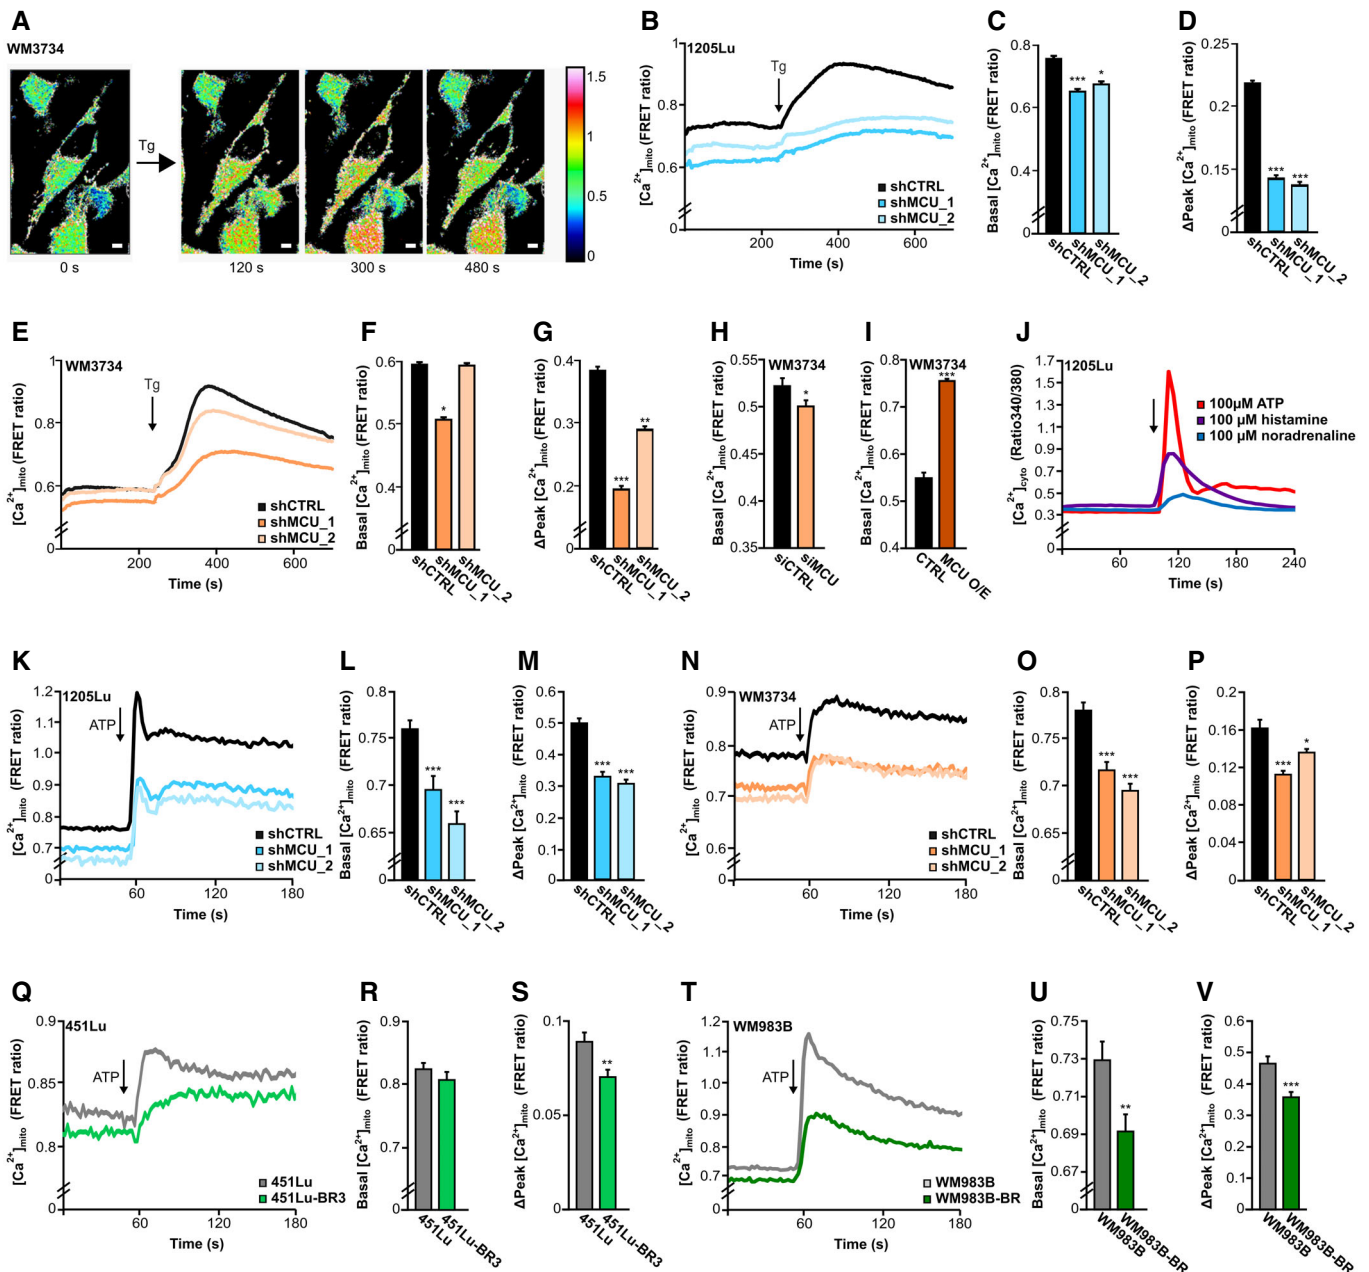 A
WM3734
Tg
0 s
120 s
300 s
480 s
1.5
1
0.5
0
B
1205Lu
[Ca²⁺]mito (FRET ratio)
1
0.8
0.6
0
Tg
shCTRL
shMCU_1
shMCU_2
200
400
600
Time (s)
C
Basal [Ca²⁺]mito (FRET ratio)
0.8
0.6
0.4
0
***
*
shCTRL
shMCU_1
shMCU_2
D
ΔPeak [Ca²⁺]mito (FRET ratio)
0.25
0.2
0.15
0
***
***
shCTRL
shMCU_1
shMCU_2
E
WM3734
[Ca²⁺]mito (FRET ratio)
1
0.8
0.6
0
Tg
shCTRL
shMCU_1
shMCU_2
200
400
600
Time (s)
F
Basal [Ca²⁺]mito (FRET ratio)
0.6
0.4
0
*
shCTRL
shMCU_1
shMCU_2
G
ΔPeak [Ca²⁺]mito (FRET ratio)
0.4
0.3
0.2
0.1
0
***
**
shCTRL
shMCU_1
shMCU_2
H
WM3734
Basal [Ca²⁺]mito (FRET ratio)
0.55
0.5
0.45
0.35
*
siCTRL
siMCU
I
WM3734
Basal [Ca²⁺]mito (FRET ratio)
0.8
0.7
0.6
0.5
0.4
***
CTRL
MCU O/E
J
1205Lu
[Ca²⁺]cyto (Ratio340/380)
1.7
1.5
1.3
1.1
0.9
0.7
0.5
0.3
0
100µM ATP
100 µM histamine
100 µM noradrenaline
60
120
180
240
Time (s)
K
1205Lu
[Ca²⁺]mito (FRET ratio)
1.2
1.1
1.0
0.9
0.8
0.7
0
ATP
shCTRL
shMCU_1
shMCU_2
60
120
180
Time (s)
L
Basal [Ca²⁺]mito (FRET ratio)
0.8
0.75
0.7
0.65
0
***
***
shCTRL
shMCU_1
shMCU_2
M
ΔPeak [Ca²⁺]mito (FRET ratio)
0.6
0.5
0.4
0.3
0.2
0.1
0
***
***
shCTRL
shMCU_1
shMCU_2
N
WM3734
[Ca²⁺]mito (FRET ratio)
0.9
0.8
0.7
0.6
0
ATP
shCTRL
shMCU_1
shMCU_2
60
120
180
Time (s)
O
Basal [Ca²⁺]mito (FRET ratio)
0.8
0.75
0.7
0.65
0
***
***
shCTRL
shMCU_1
shMCU_2
P
ΔPeak [Ca²⁺]mito (FRET ratio)
0.2
0.16
0.12
0.08
0.04
0
***
*
shCTRL
shMCU_1
shMCU_2
Q
451Lu
[Ca²⁺]mito (FRET ratio)
0.9
0.85
0.8
0
ATP
451Lu
451Lu-BR3
60
120
180
Time (s)
R
Basal [Ca²⁺]mito (FRET ratio)
0.9
0.8
0.7
0
451Lu
451Lu-BR3
S
ΔPeak [Ca²⁺]mito (FRET ratio)
0.1
0.05
0
**
451Lu
451Lu-BR3
T
WM983B
[Ca²⁺]mito (FRET ratio)
1.2
1.1
1.0
0.9
0.8
0.7
0
ATP
WM983B
WM983B-BR
60
120
180
Time (s)
U
Basal [Ca²⁺]mito (FRET ratio)
0.75
0.73
0.71
0.69
0.67
0
**
WM983B
WM983B-BR
V
ΔPeak [Ca²⁺]mito (FRET ratio)
0.6
0.5
0.4
0.3
0.2
0.1
0
***
WM983B
WM983B-BR